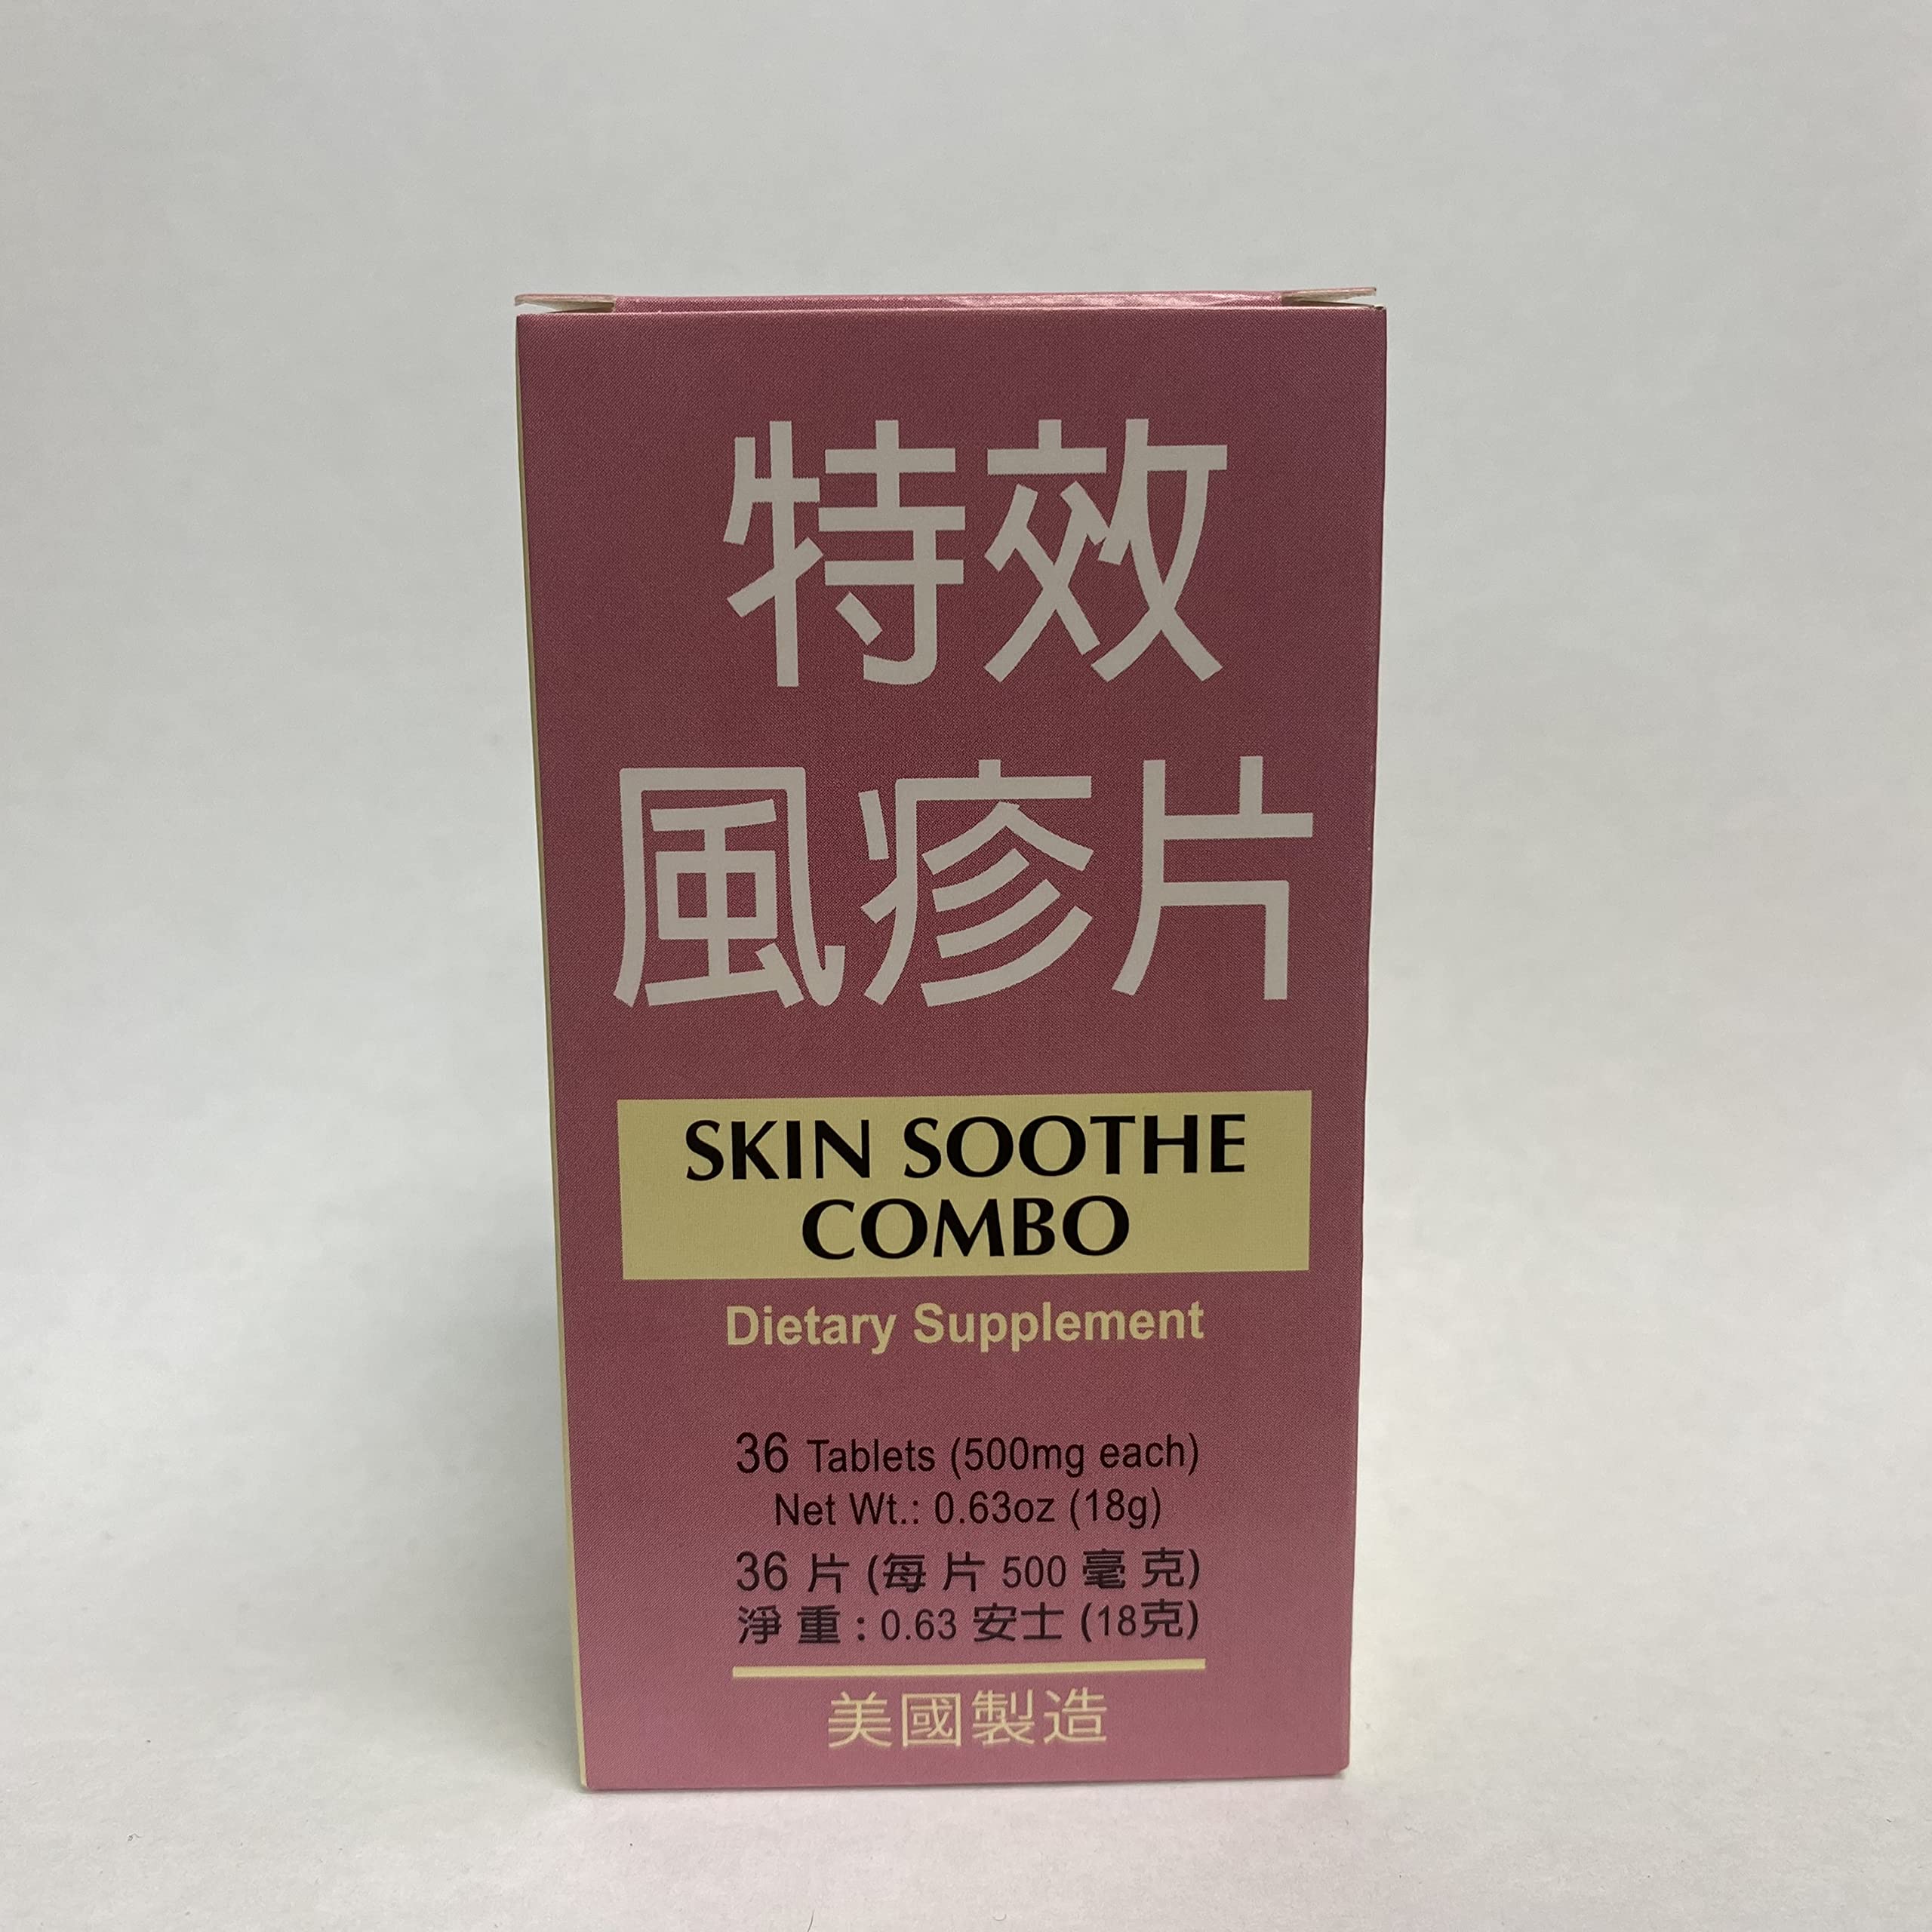 特效
風疹片
SKIN SOOTHE
COMBO
Dietary Supplement
36 Tablets (500mg each)
Net Wt.: 0.63oz (18g)
36 片 (每 片 500 毫 克)
淨 重 : 0.63 安士 (18克)
美國製造